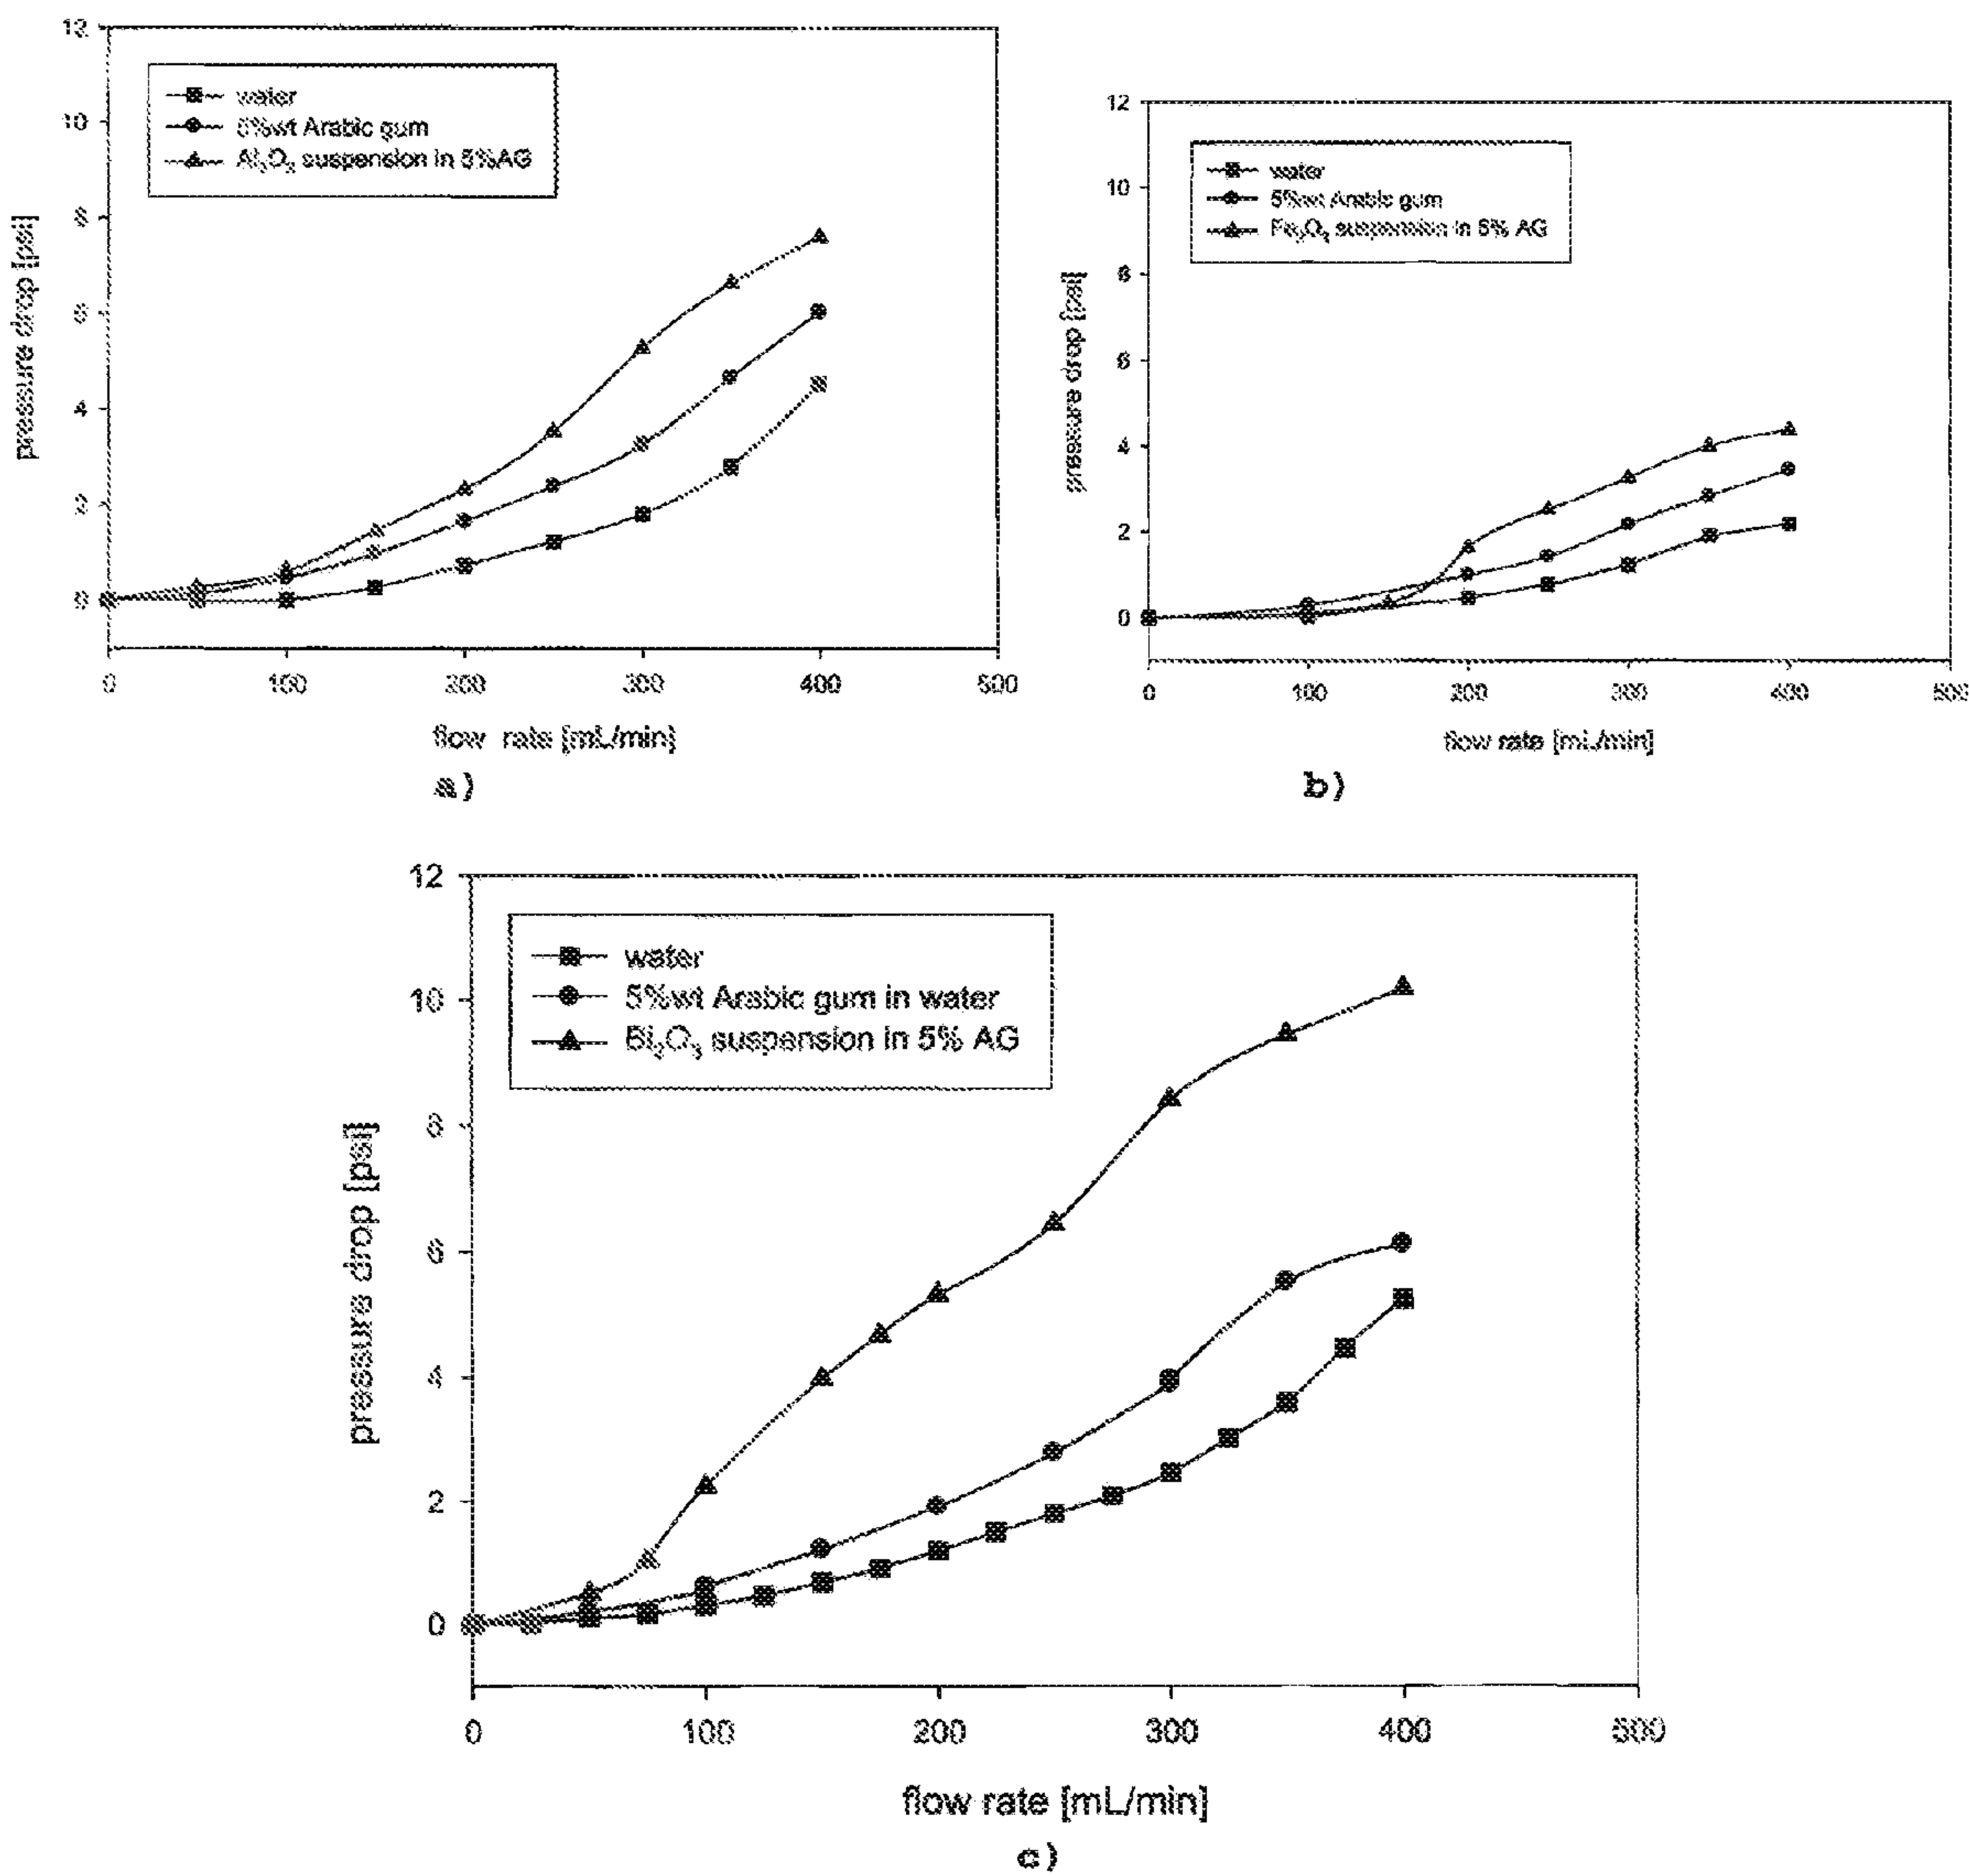 12
10
8
6
4
2
0
pressure drop [psi]
water
5%wt Arabic gum
Al₂O₃ suspension in 5%AG
0 100 200 300 400 500
flow rate [mL/min]
a)
12
10
8
6
4
2
0
pressure drop [psi]
water
5%wt Arabic gum
suspension in 5% AG
0 100 200 300 400 500
flow rate [mL/min]
b)
12
10
8
6
4
2
0
pressure drop [psi]
water
5%wt Arabic gum in water
Bi₂O₃ suspension in 5% AG
0 100 200 300 400 500
flow rate [mL/min]
c)